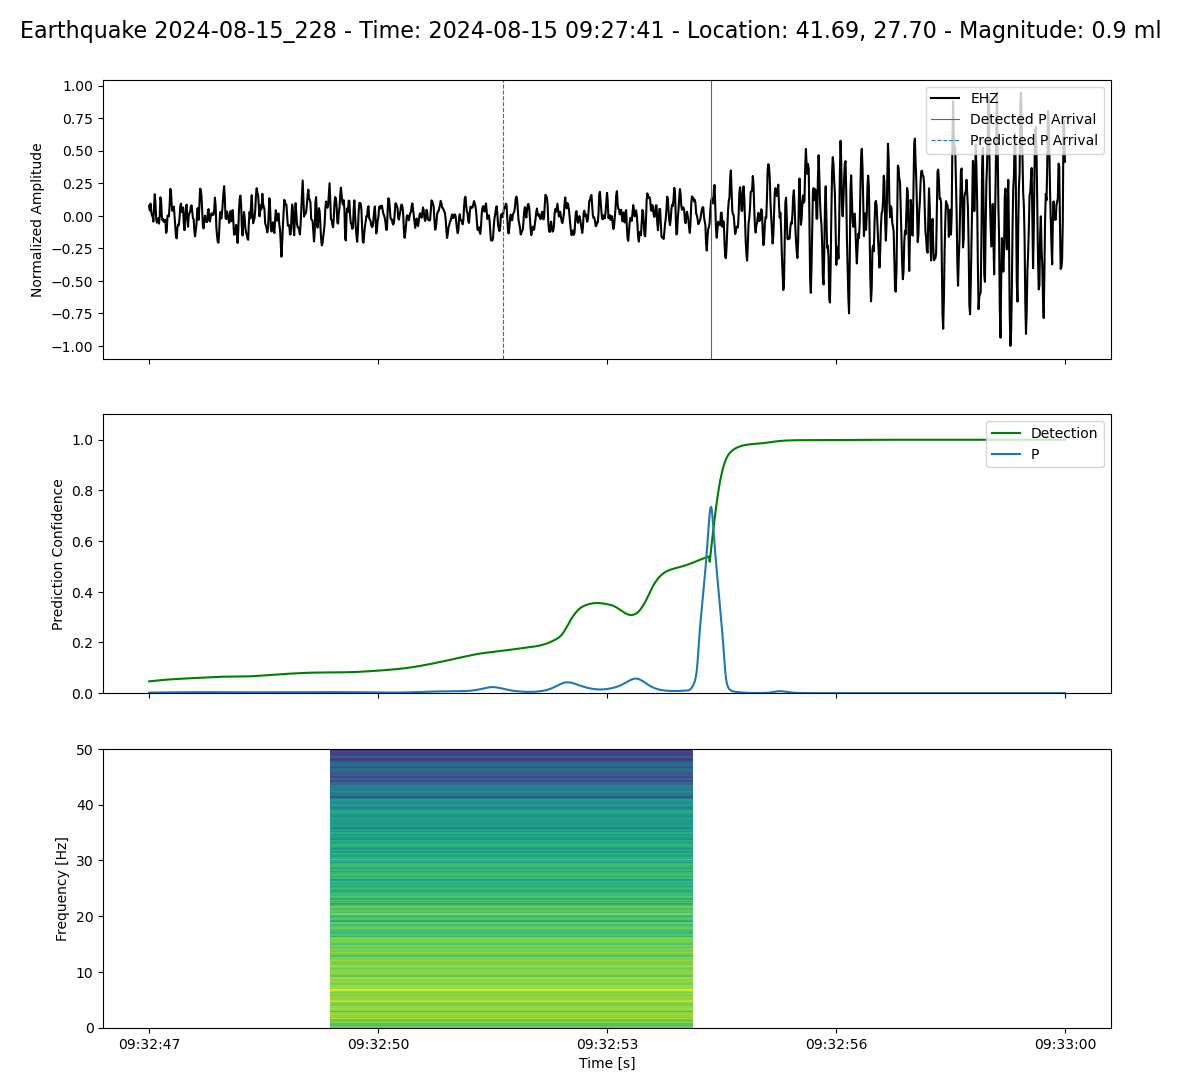 Earthquake 2024-08-15_228 - Time: 2024-08-15 09:27:41 - Location: 41.69, 27.70 - Magnitude: 0.9 ml
1.00
0.75
0.50
0.25
0.00
−0.25
−0.50
−0.75
−1.00
Normalized Amplitude
EHZ
Detected P Arrival
Predicted P Arrival
1.0
0.8
0.6
0.4
0.2
0.0
Prediction Confidence
Detection
P
50
40
30
20
10
0
Frequency [Hz]
09:32:47 09:32:50 09:32:53 09:32:56 09:33:00
Time [s]